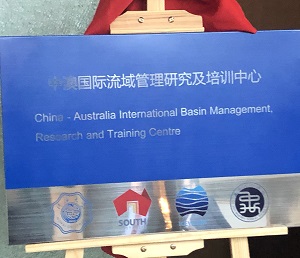 中澳国际流域管理研究及培训中心
China - Australia International Basin Management,
Research and Training Centre
SOUTH